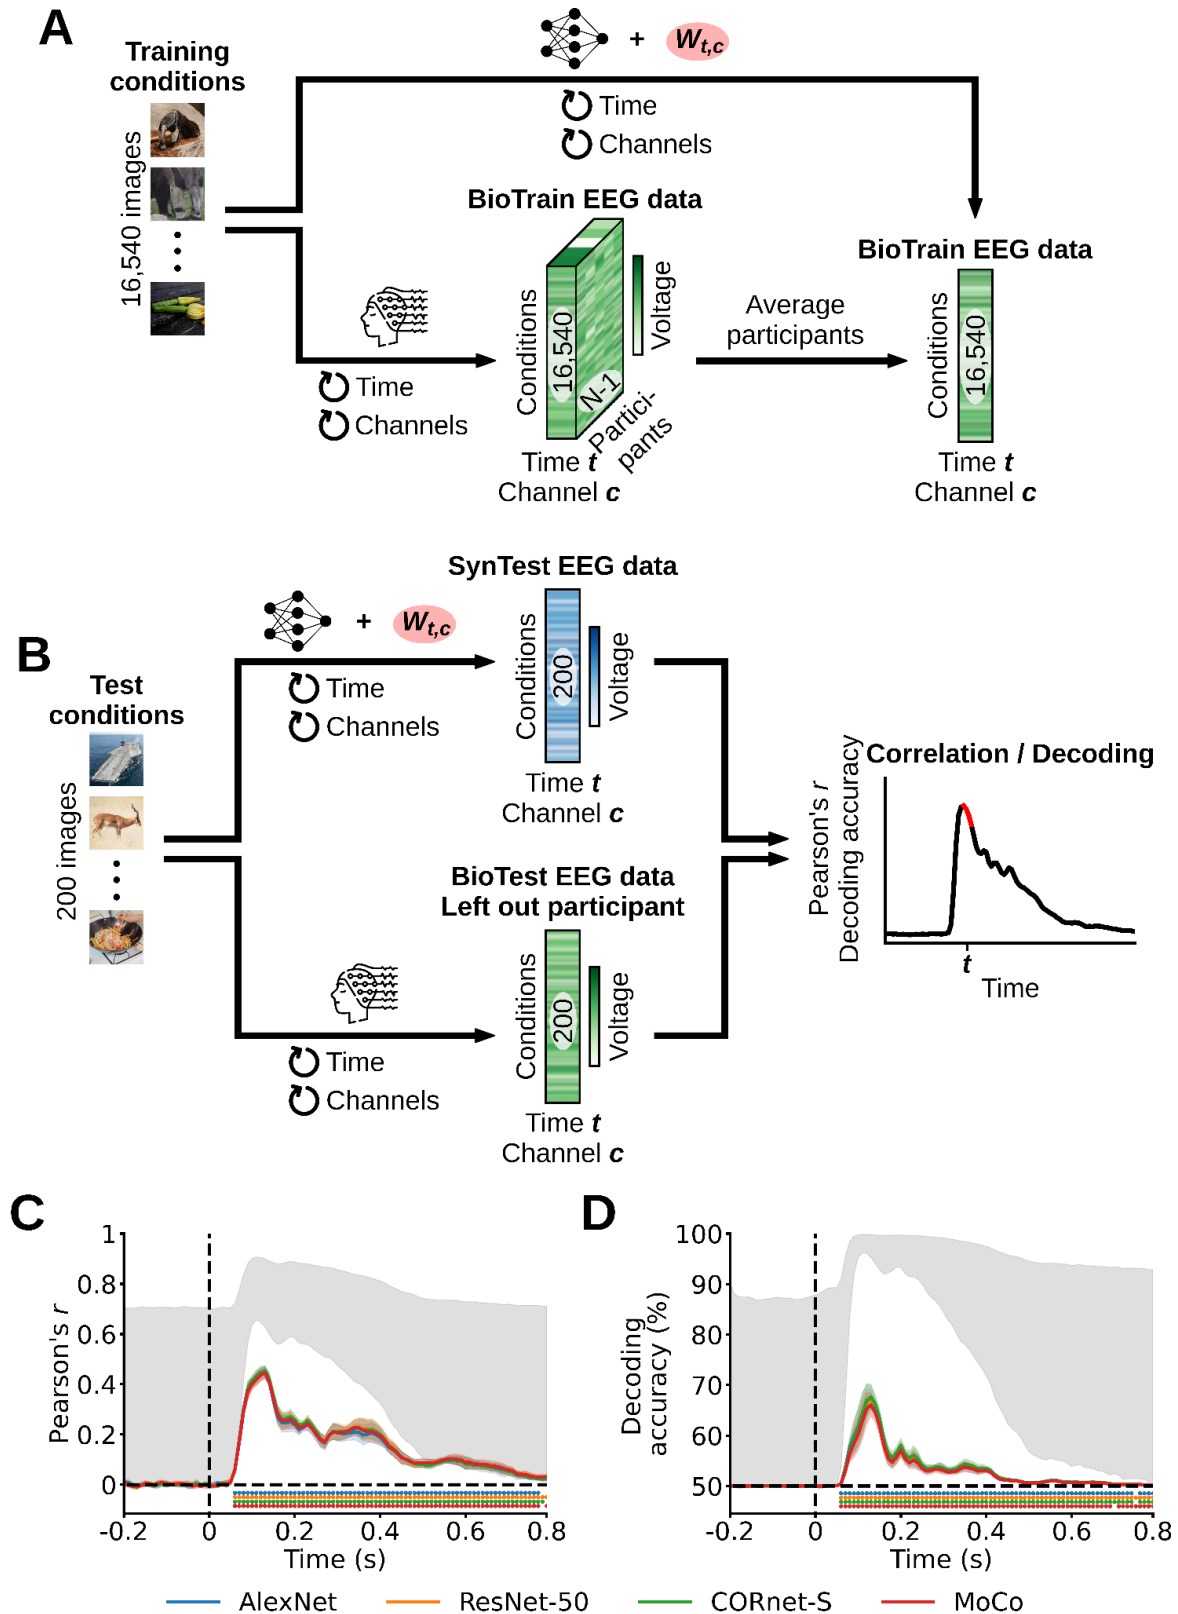 A
Training
conditions
16,540 images
+ Wt,c
Time
Channels
BioTrain EEG data
Conditions
16,540
N-1
Partici-
pants
Voltage
Time t
Channel c
Time
Channels
Average
participants
BioTrain EEG data
Conditions
16,540
Time t
Channel c
B
Test
conditions
200 images
+ Wt,c
Time
Channels
SynTest EEG data
Conditions
200
Voltage
Time t
Channel c
BioTest EEG data
Left out participant
Conditions
200
Voltage
Time
Channels
Time t
Channel c
Correlation / Decoding
Pearson's r
Decoding accuracy
t
Time
C
Pearson's r
1
0.8
0.6
0.4
0.2
0
-0.2 0 0.2 0.4 0.6 0.8
Time (s)
D
Decoding
accuracy (%)
100
90
80
70
60
50
-0.2 0 0.2 0.4 0.6 0.8
Time (s)
AlexNet ResNet-50 CORnet-S MoCo